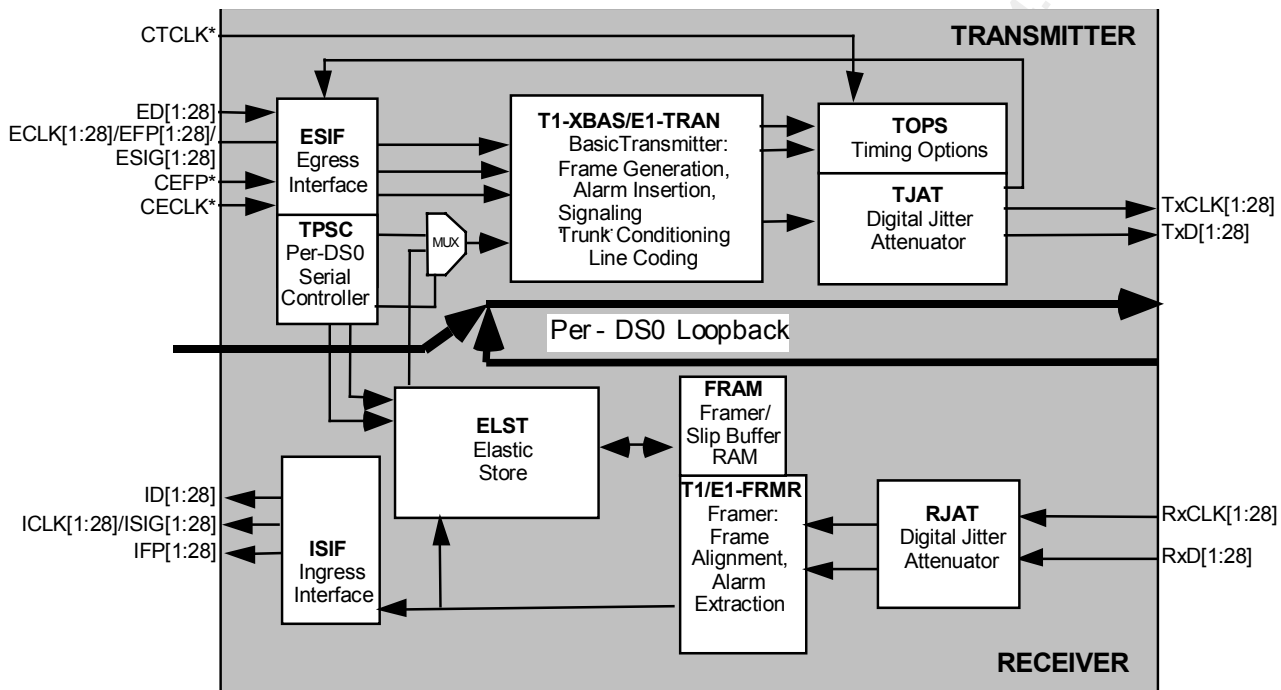 CTCLK*
TRANSMITTER
ED[1:28]
ECLK[1:28]/EFP[1:28]/
ESIG[1:28]
CEFP*
CECLK*
ESIF
Egress
Interface
TPSC
Per-DS0
Serial
Controller
MUX
T1-XBAS/E1-TRAN
BasicTransmitter:
Frame Generation,
Alarm Insertion,
Signaling
Trunk Conditioning
Line Coding
TOPS
Timing Options
TJAT
Digital Jitter
Attenuator
TxCLK[1:28]
TxD[1:28]
Per - DS0 Loopback
ELST
Elastic
Store
FRAM
Framer/
Slip Buffer
RAM
T1/E1-FRMR
Framer:
Frame
Alignment,
Alarm
Extraction
RJAT
Digital Jitter
Attenuator
RxCLK[1:28]
RxD[1:28]
ID[1:28]
ICLK[1:28]/ISIG[1:28]
IFP[1:28]
ISIF
Ingress
Interface
RECEIVER